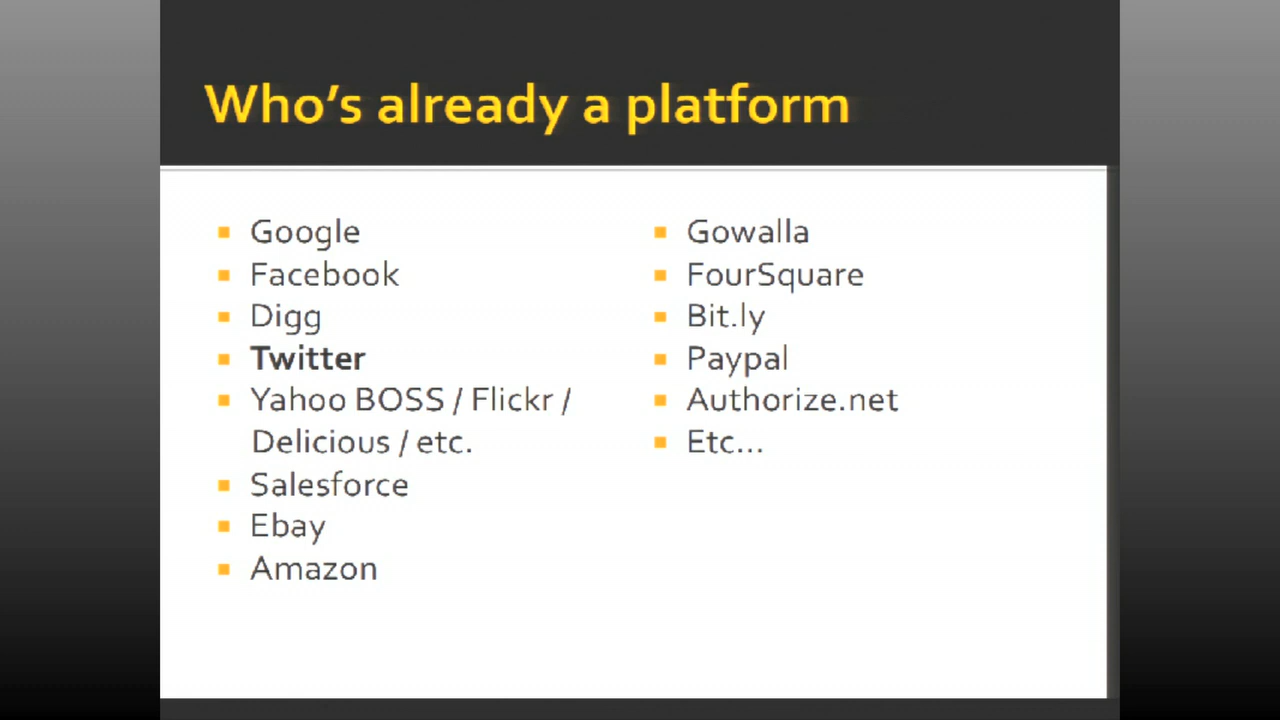 Who's already a platform
Google
Facebook
Digg
Twitter
Yahoo BOSS / Flickr /
Delicious / etc.
Salesforce
Ebay
Amazon
Gowalla
FourSquare
Bit.ly
Paypal
Authorize.net
Etc...